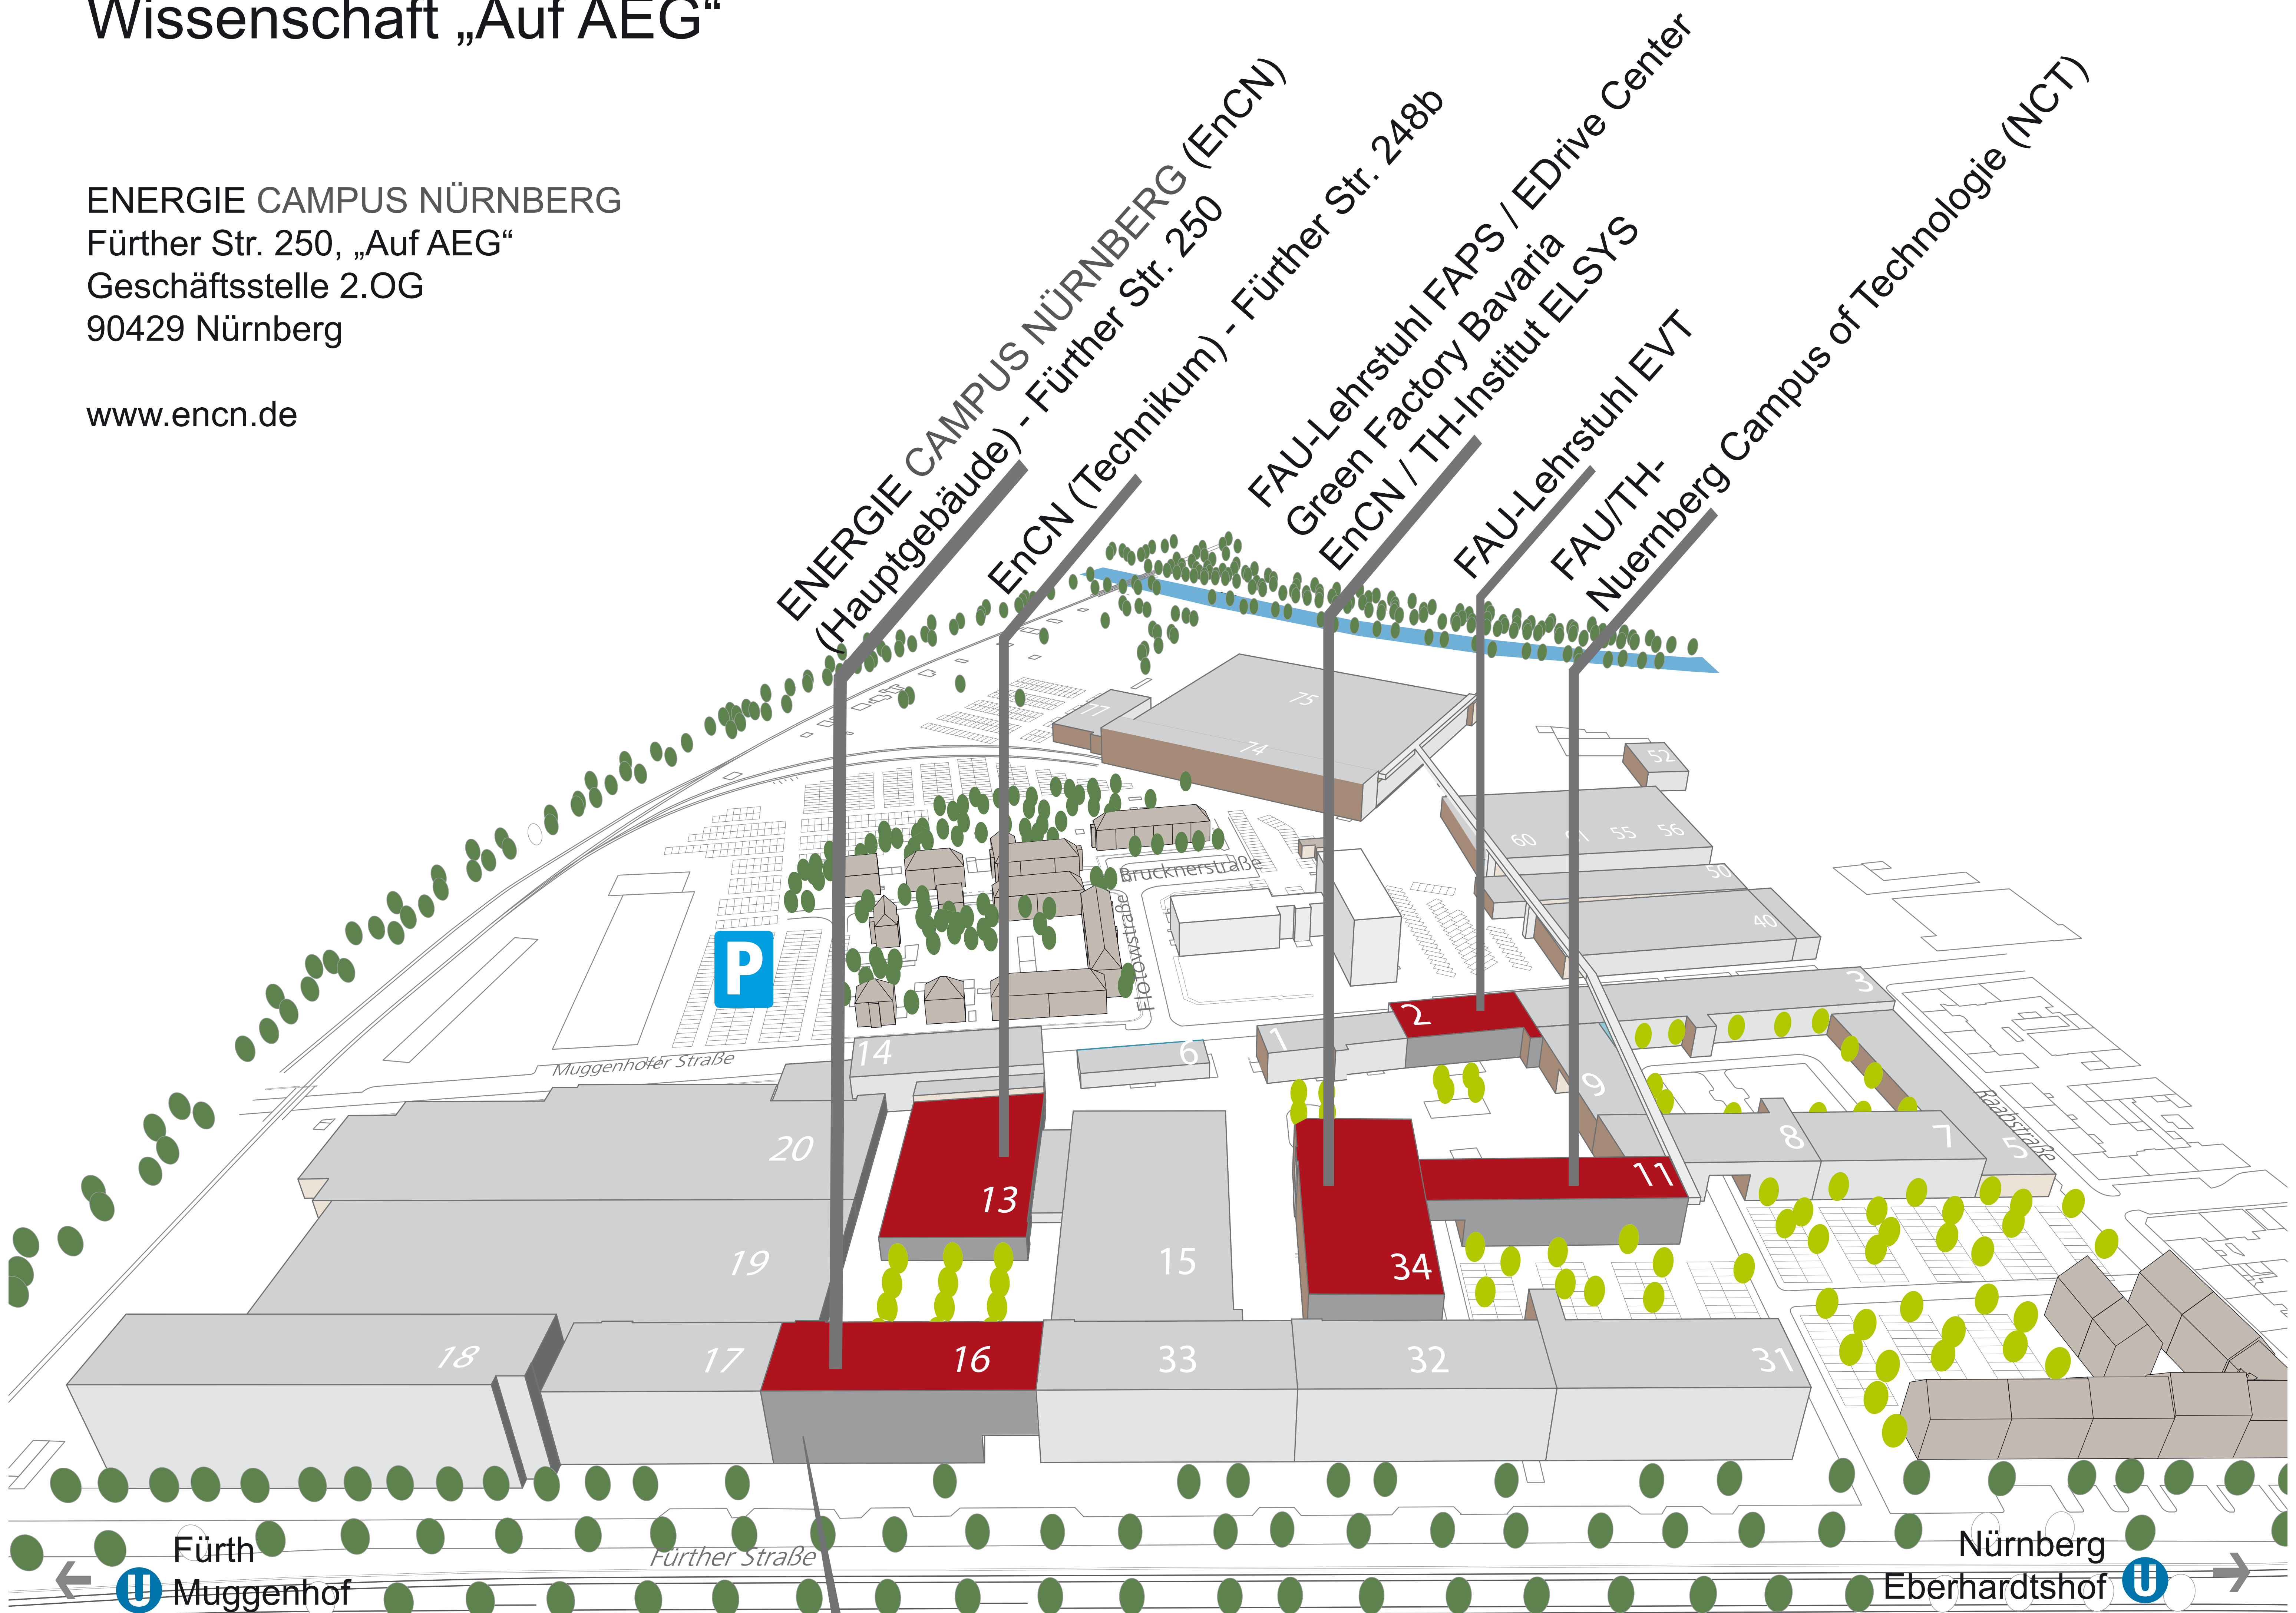 Wissenschaft „Auf AEG“
ENERGIE CAMPUS NÜRNBERG
Fürther Str. 250, „Auf AEG“
Geschäftsstelle 2.OG
90429 Nürnberg
www.encn.de
ENERGIE CAMPUS NÜRNBERG (EnCN)
(Hauptgebäude) - Fürther Str. 250
EnCN (Technikum) - Fürther Str. 248b
FAU-Lehrstuhl FAPS / EDrive Center
Green Factory Bavaria
EnCN / TH-Institut ELSYS
FAU-Lehrstuhl EVT
FAU/TH-
Nuernberg Campus of Technologie (NCT)
77
75
74
52
60
55
56
50
40
Brucknerstraße
Flotowstraße
P
Muggenhofer Straße
14
6
1
2
3
9
20
13
8
7
5
Raabstraße
11
19
15
34
18
17
16
33
32
31
Fürther Straße
Fürth
U Muggenhof
Nürnberg
Eberhardtshof U